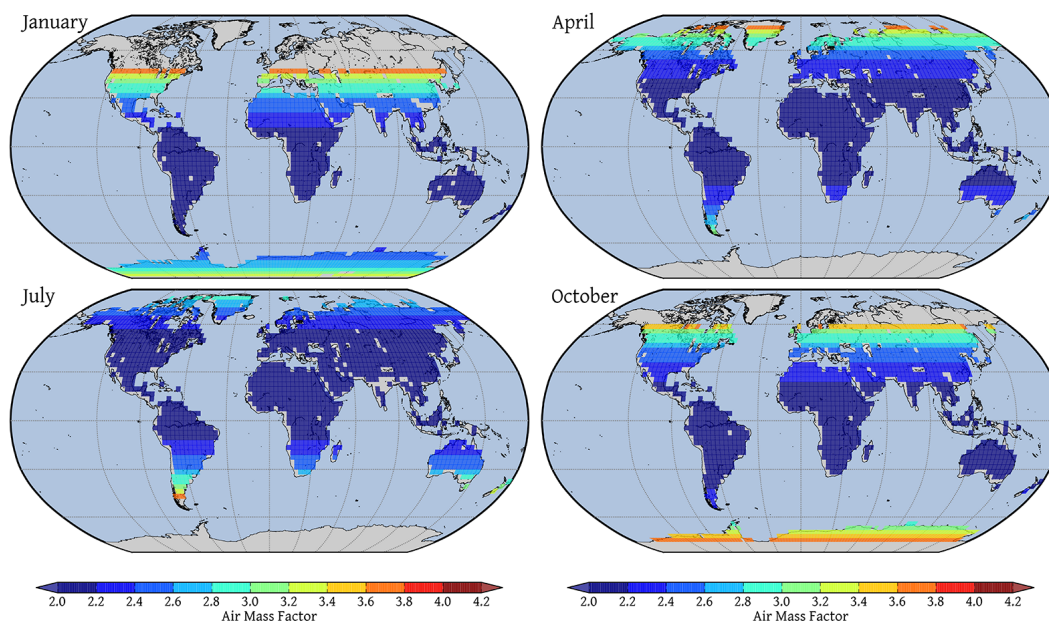 January
April
July
October
2.0 2.2 2.4 2.6 2.8 3.0 3.2 3.4 3.6 3.8 4.0 4.2
Air Mass Factor
2.0 2.2 2.4 2.6 2.8 3.0 3.2 3.4 3.6 3.8 4.0 4.2
Air Mass Factor